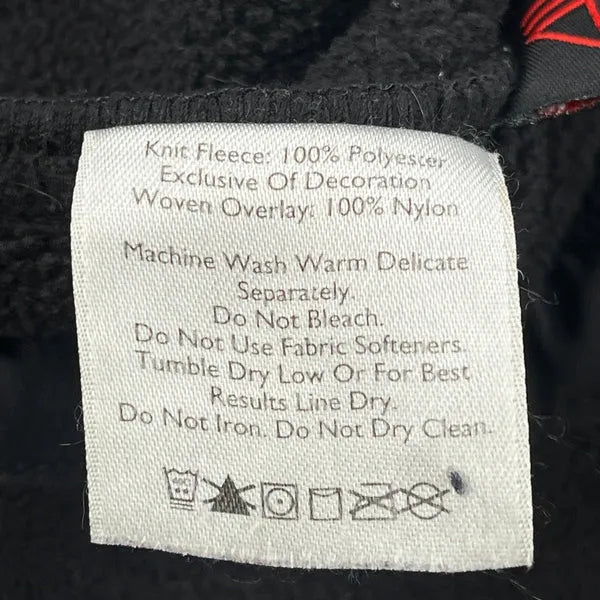 Knit Fleece: 100% Polyester
Exclusive Of Decoration
Woven Overlay: 100% Nylon
Machine Wash Warm Delicate
Separately.
Do Not Bleach.
Do Not Use Fabric Softeners.
Tumble Dry Low Or For Best
Results Line Dry.
Do Not Iron. Do Not Dry Clean.